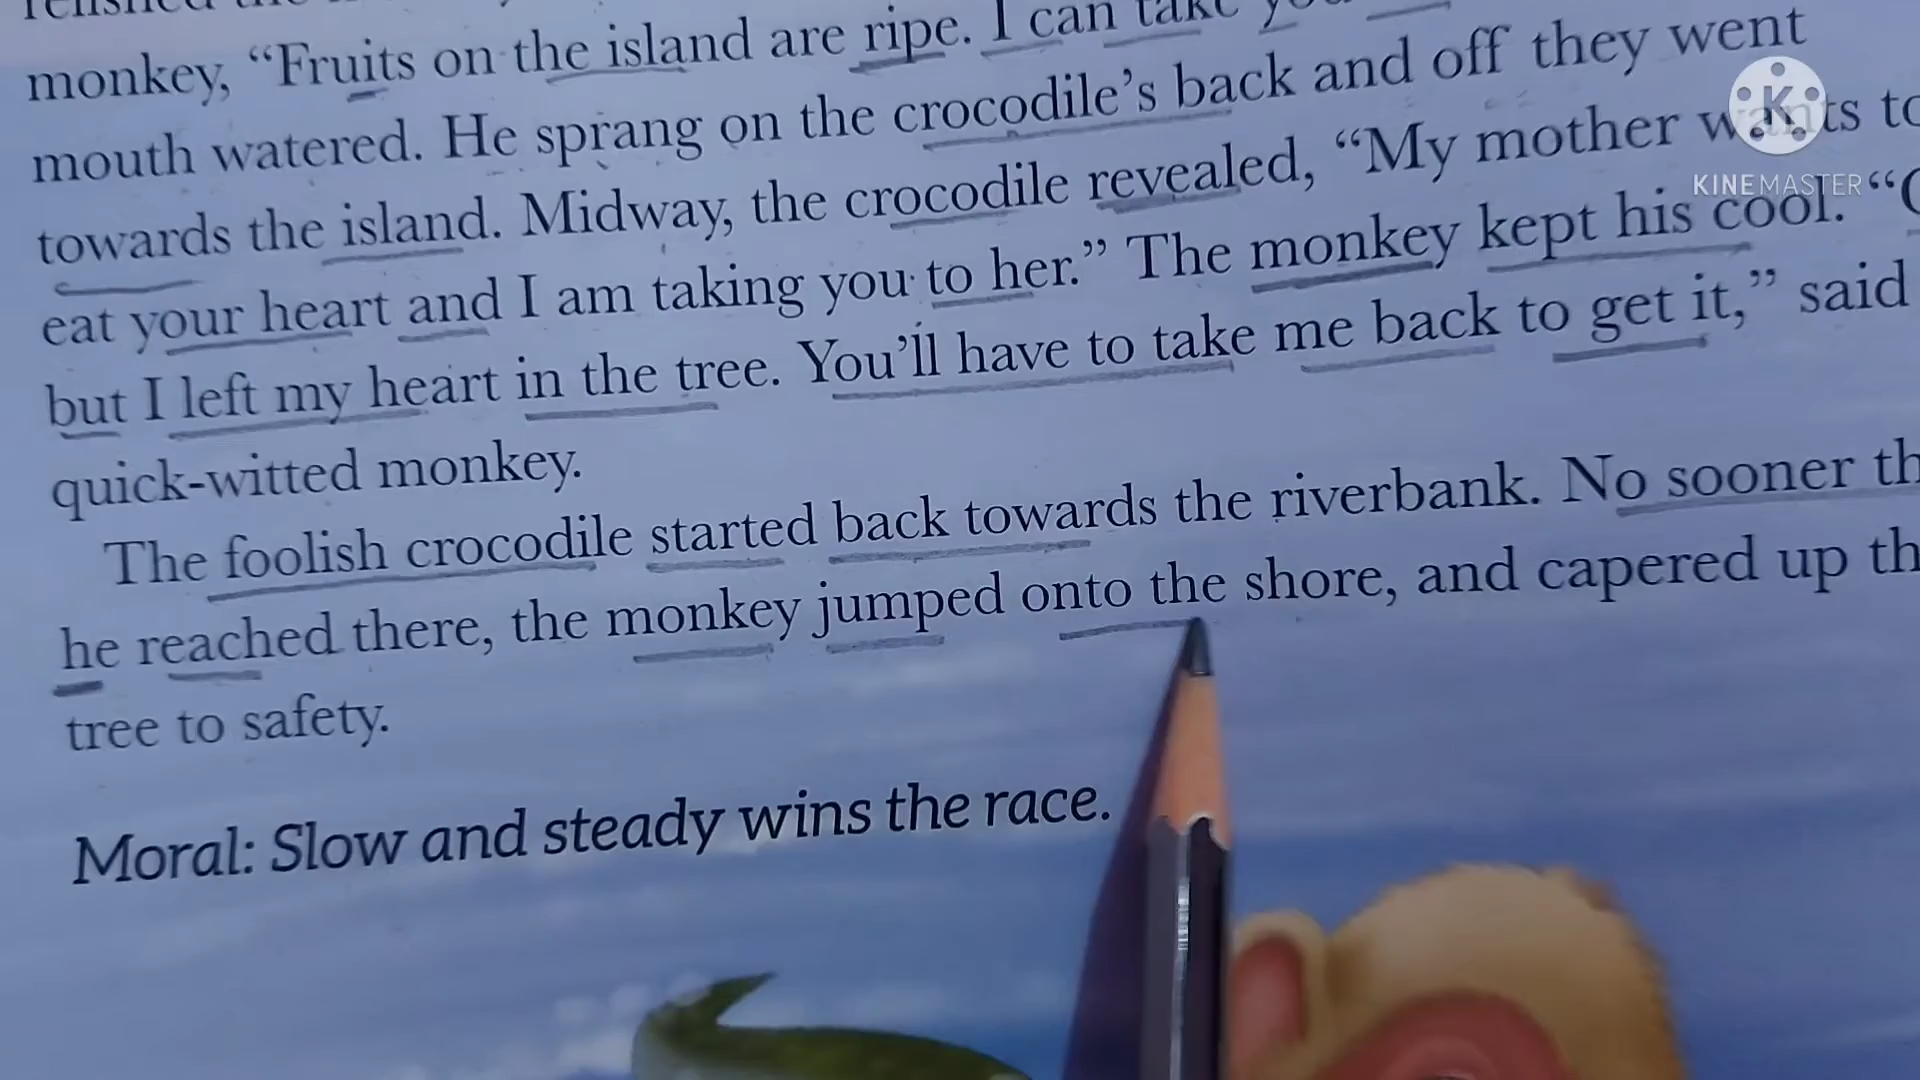 monkey, “Fruits on the island are ripe. I can take
mouth watered. He sprang on the crocodile’s back and off they went
towards the island. Midway, the crocodile revealed, “My mother wants to
eat your heart and I am taking you to her.” The monkey kept his cool. “
but I left my heart in the tree. You’ll have to take me back to get it,” said
quick-witted monkey.
The foolish crocodile started back towards the riverbank. No sooner
he reached there, the monkey jumped onto the shore, and capered up
tree to safety.
Moral: Slow and steady wins the race.
K
KINEMASTER